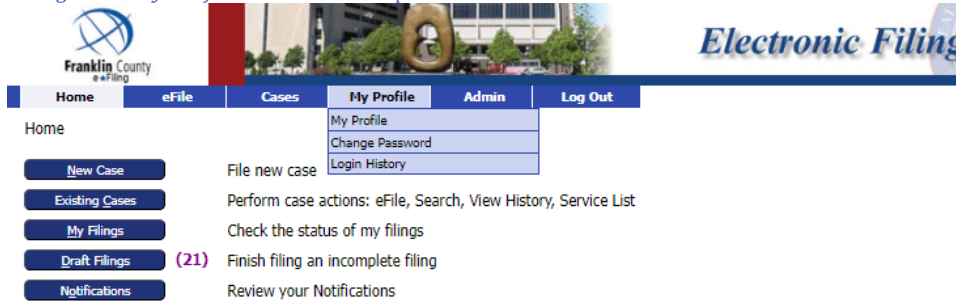 Franklin County
e★Filing
Electronic Filing
Home eFile Cases My Profile Admin Log Out
Home
My Profile
Change Password
Login History
New Case File new case
Existing Cases Perform case actions: eFile, Search, View History, Service List
My Filings Check the status of my filings
Draft Filings (21) Finish filing an incomplete filing
Notifications Review your Notifications